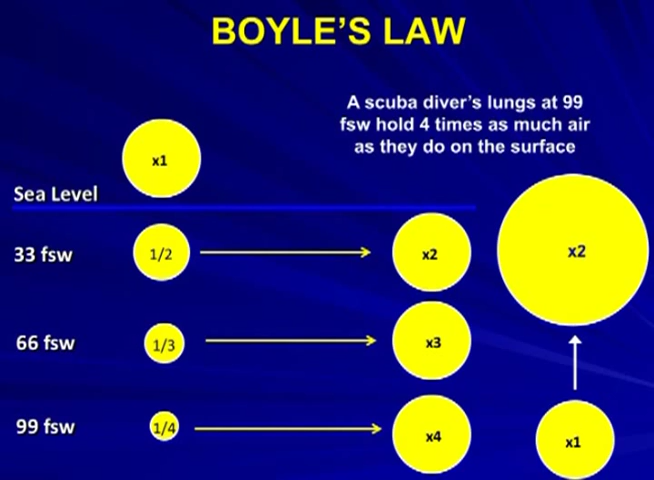 BOYLE'S LAW
A scuba diver's lungs at 99
fsw hold 4 times as much air
as they do on the surface
x1
Sea Level
33 fsw
1/2
x2
x2
66 fsw
1/3
x3
99 fsw
1/4
x4
x1